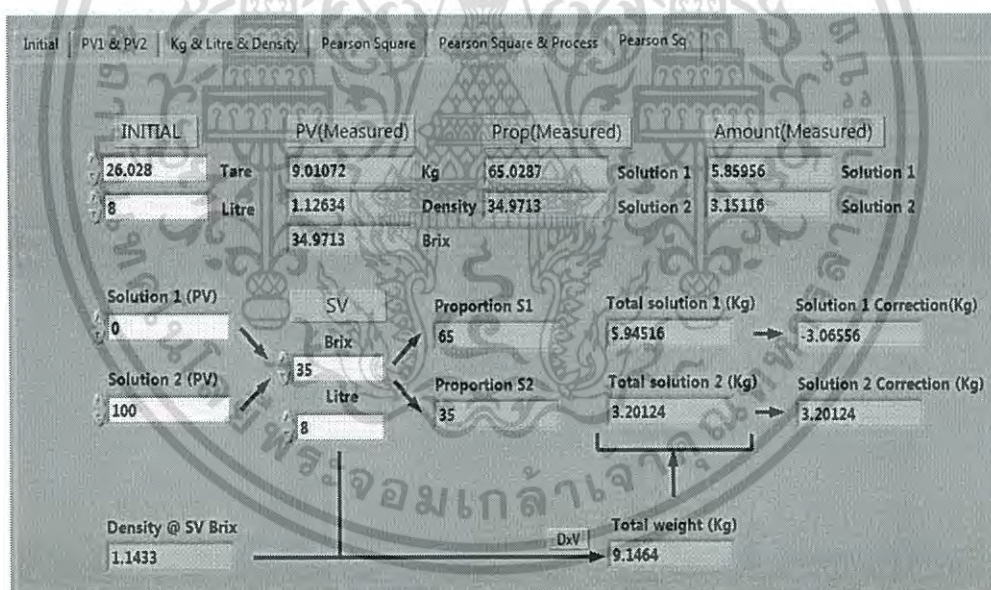 Initial PV1 & PV2 Kg & Litre & Density Pearson Square Pearson Square & Process Pearson Sq
INITIAL PV(Measured) Prop(Measured) Amount(Measured)
26.028 Tare 9.01072 Kg 65.0287 Solution 1 5.85956 Solution 1
8 Litre 1.12634 Density 34.9713 Solution 2 3.15116 Solution 2
34.9713 Brix
Solution 1 (PV) SV Proportion S1 Total solution 1 (Kg) Solution 1 Correction(Kg)
0 Brix 65 5.94516 -3.06556
35
Solution 2 (PV) Litre Proportion S2 Total solution 2 (Kg) Solution 2 Correction (Kg)
100 8 35 3.20124 3.20124
Density @ SV Brix DxV Total weight (Kg)
1.1433 9.1464